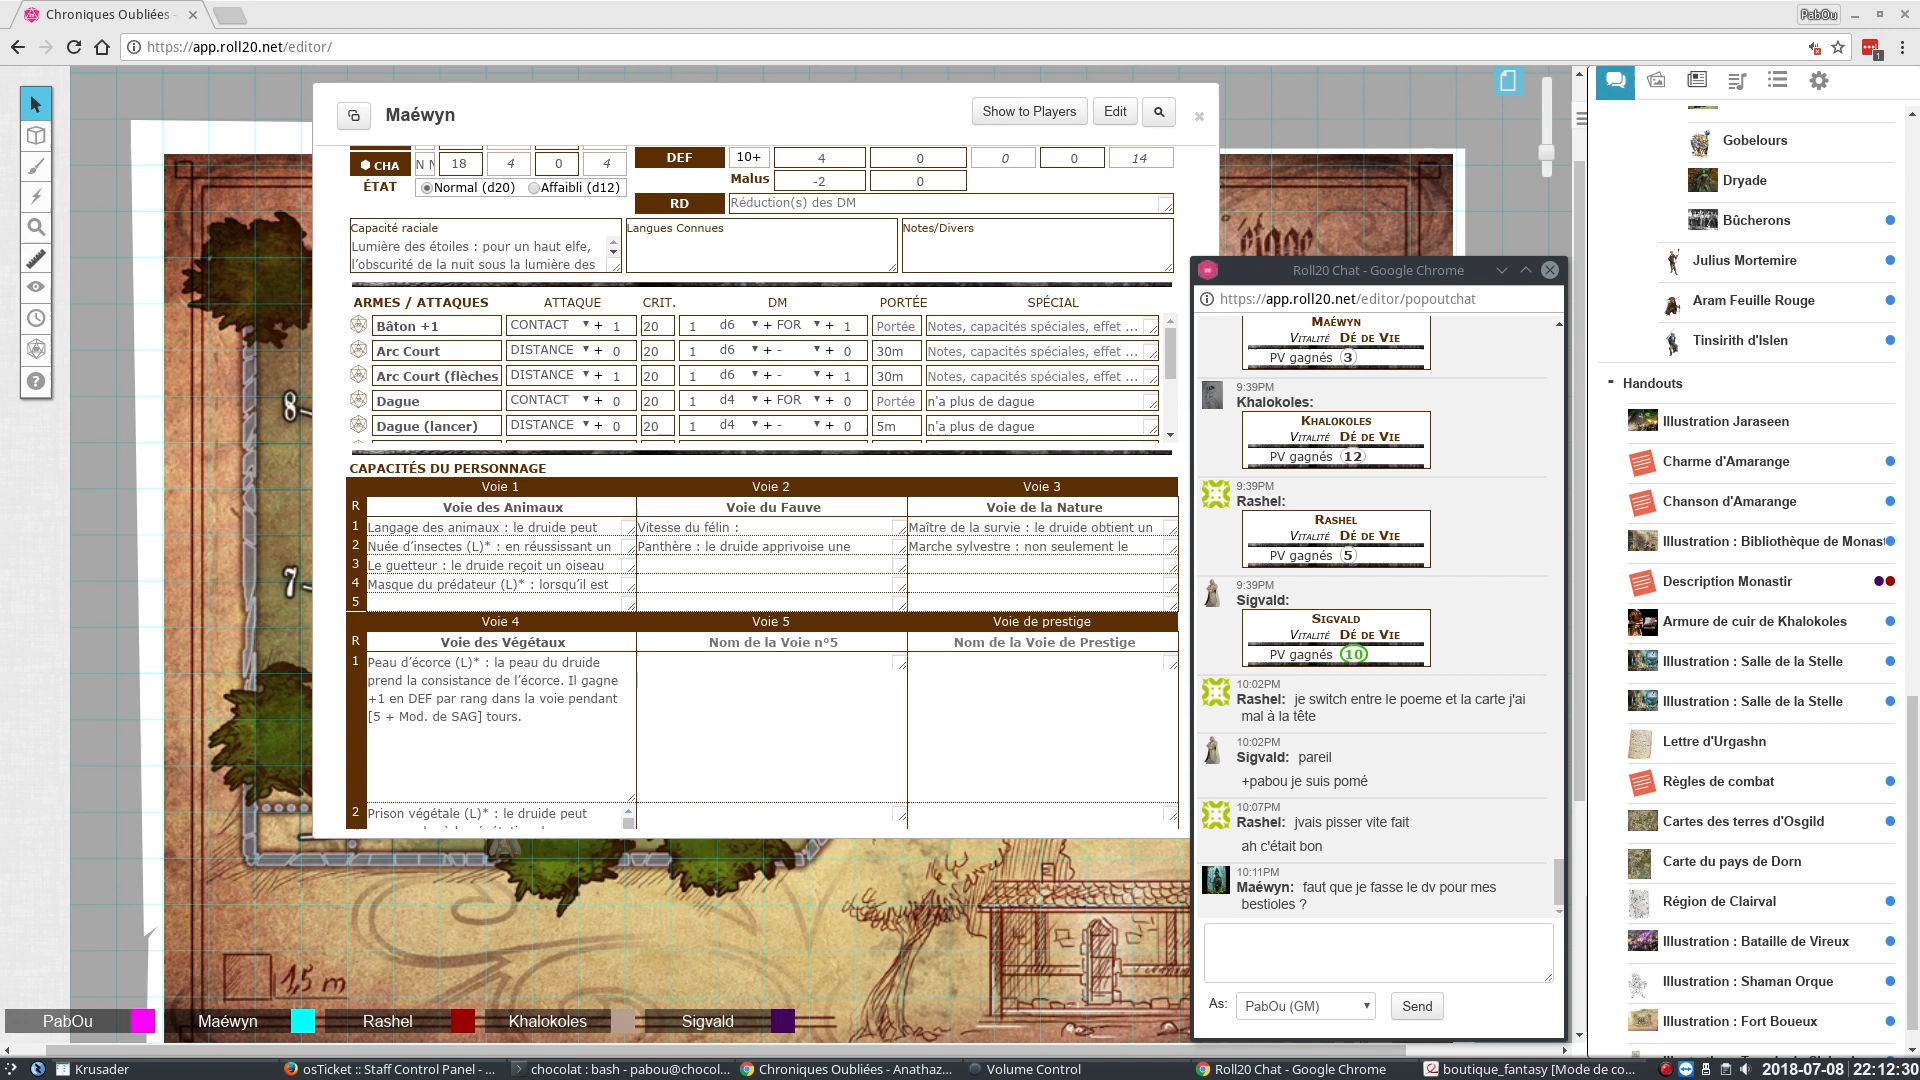 Chroniques Oubliées -
PabOu
https://app.roll20.net/editor/
1
Maéwyn
Show to Players
Edit
CHA
18
4
0
4
ÉTAT
Normal (d20)
Affaibli (d12)
DEF
10+
4
0
0
0
14
Malus
-2
0
RD
Réduction(s) des DM
Capacité raciale
Lumière des étoiles : pour un haut elfe,
l'obscurité de la nuit sous la lumière des
Langues Connues
Notes/Divers
ARMES / ATTAQUES ATTAQUE CRIT. DM PORTÉE SPÉCIAL
Bâton +1 CONTACT + 1 20 1 d6 + FOR + 1 Portée Notes, capacités spéciales, effet ...
Arc Court DISTANCE + 0 20 1 d6 + - + 0 30m Notes, capacités spéciales, effet ...
Arc Court (flèches DISTANCE + 1 20 1 d6 + - + 1 30m Notes, capacités spéciales, effet ...
Dague CONTACT + 0 20 1 d4 + FOR + 0 Portée n'a plus de dague
Dague (lancer) DISTANCE + 0 20 1 d4 + - + 0 5m n'a plus de dague
CAPACITÉS DU PERSONNAGE
Voie 1 Voie 2 Voie 3
R Voie des Animaux Voie du Fauve Voie de la Nature
1 Langage des animaux : le druide peut Vitesse du félin : Maître de la survie : le druide obtient un
2 Nuée d'insectes (L)* : en réussissant un Panthère : le druide apprivoise une Marche sylvestre : non seulement le
3 Le guetteur : le druide reçoit un oiseau
4 Masque du prédateur (L)* : lorsqu'il est
5
Voie 4 Voie 5 Voie de prestige
R Voie des Végétaux Nom de la Voie n°5 Nom de la Voie de Prestige
1 Peau d'écorce (L)* : la peau du druide
prend la consistance de l'écorce. Il gagne
+1 en DEF par rang dans la voie pendant
[5 + Mod. de SAG] tours.
2 Prison végétale (L)* : le druide peut
8
7
1,5 m
Roll20 Chat - Google Chrome
https://app.roll20.net/editor/popoutchat
Maéwyn
Vitalité Dé de Vie
PV gagnés 3
9:39PM
Khalokoles:
Khalokoles
Vitalité Dé de Vie
PV gagnés 12
9:39PM
Rashel:
Rashel
Vitalité Dé de Vie
PV gagnés 5
9:39PM
Sigvald:
Sigvald
Vitalité Dé de Vie
PV gagnés 10
10:02PM
Rashel: je switch entre le poeme et la carte j'ai
mal à la tête
10:02PM
Sigvald: pareil
+pabou je suis pomé
10:07PM
Rashel: jvais pisser vite fait
ah c'était bon
10:11PM
Maéwyn: faut que je fasse le dv pour mes
bestioles ?
As: PabOu (GM) Send
Gobelours
Dryade
Bûcherons
Julius Mortemire
Aram Feuille Rouge
Tinsirith d'Islen
Handouts
Illustration Jaraseen
Charme d'Amarange
Chanson d'Amarange
Illustration : Bibliothèque de Monast
Description Monastir
Armure de cuir de Khalokoles
Illustration : Salle de la Stelle
Illustration : Salle de la Stelle
Lettre d'Urgashn
Règles de combat
Cartes des terres d'Osgild
Carte du pays de Dorn
Région de Clairval
Illustration : Bataille de Vireux
Illustration : Shaman Orque
Illustration : Fort Boueux
PabOu Maéwyn Rashel Khalokoles Sigvald
Krusader
osTicket :: Staff Control Panel - ...
chocolat : bash - pabou@chocol...
Chroniques Oubliées - Anathaz...
Volume Control
Roll20 Chat - Google Chrome
boutique_fantasy [Mode de co...
2018-07-08 22:12:30